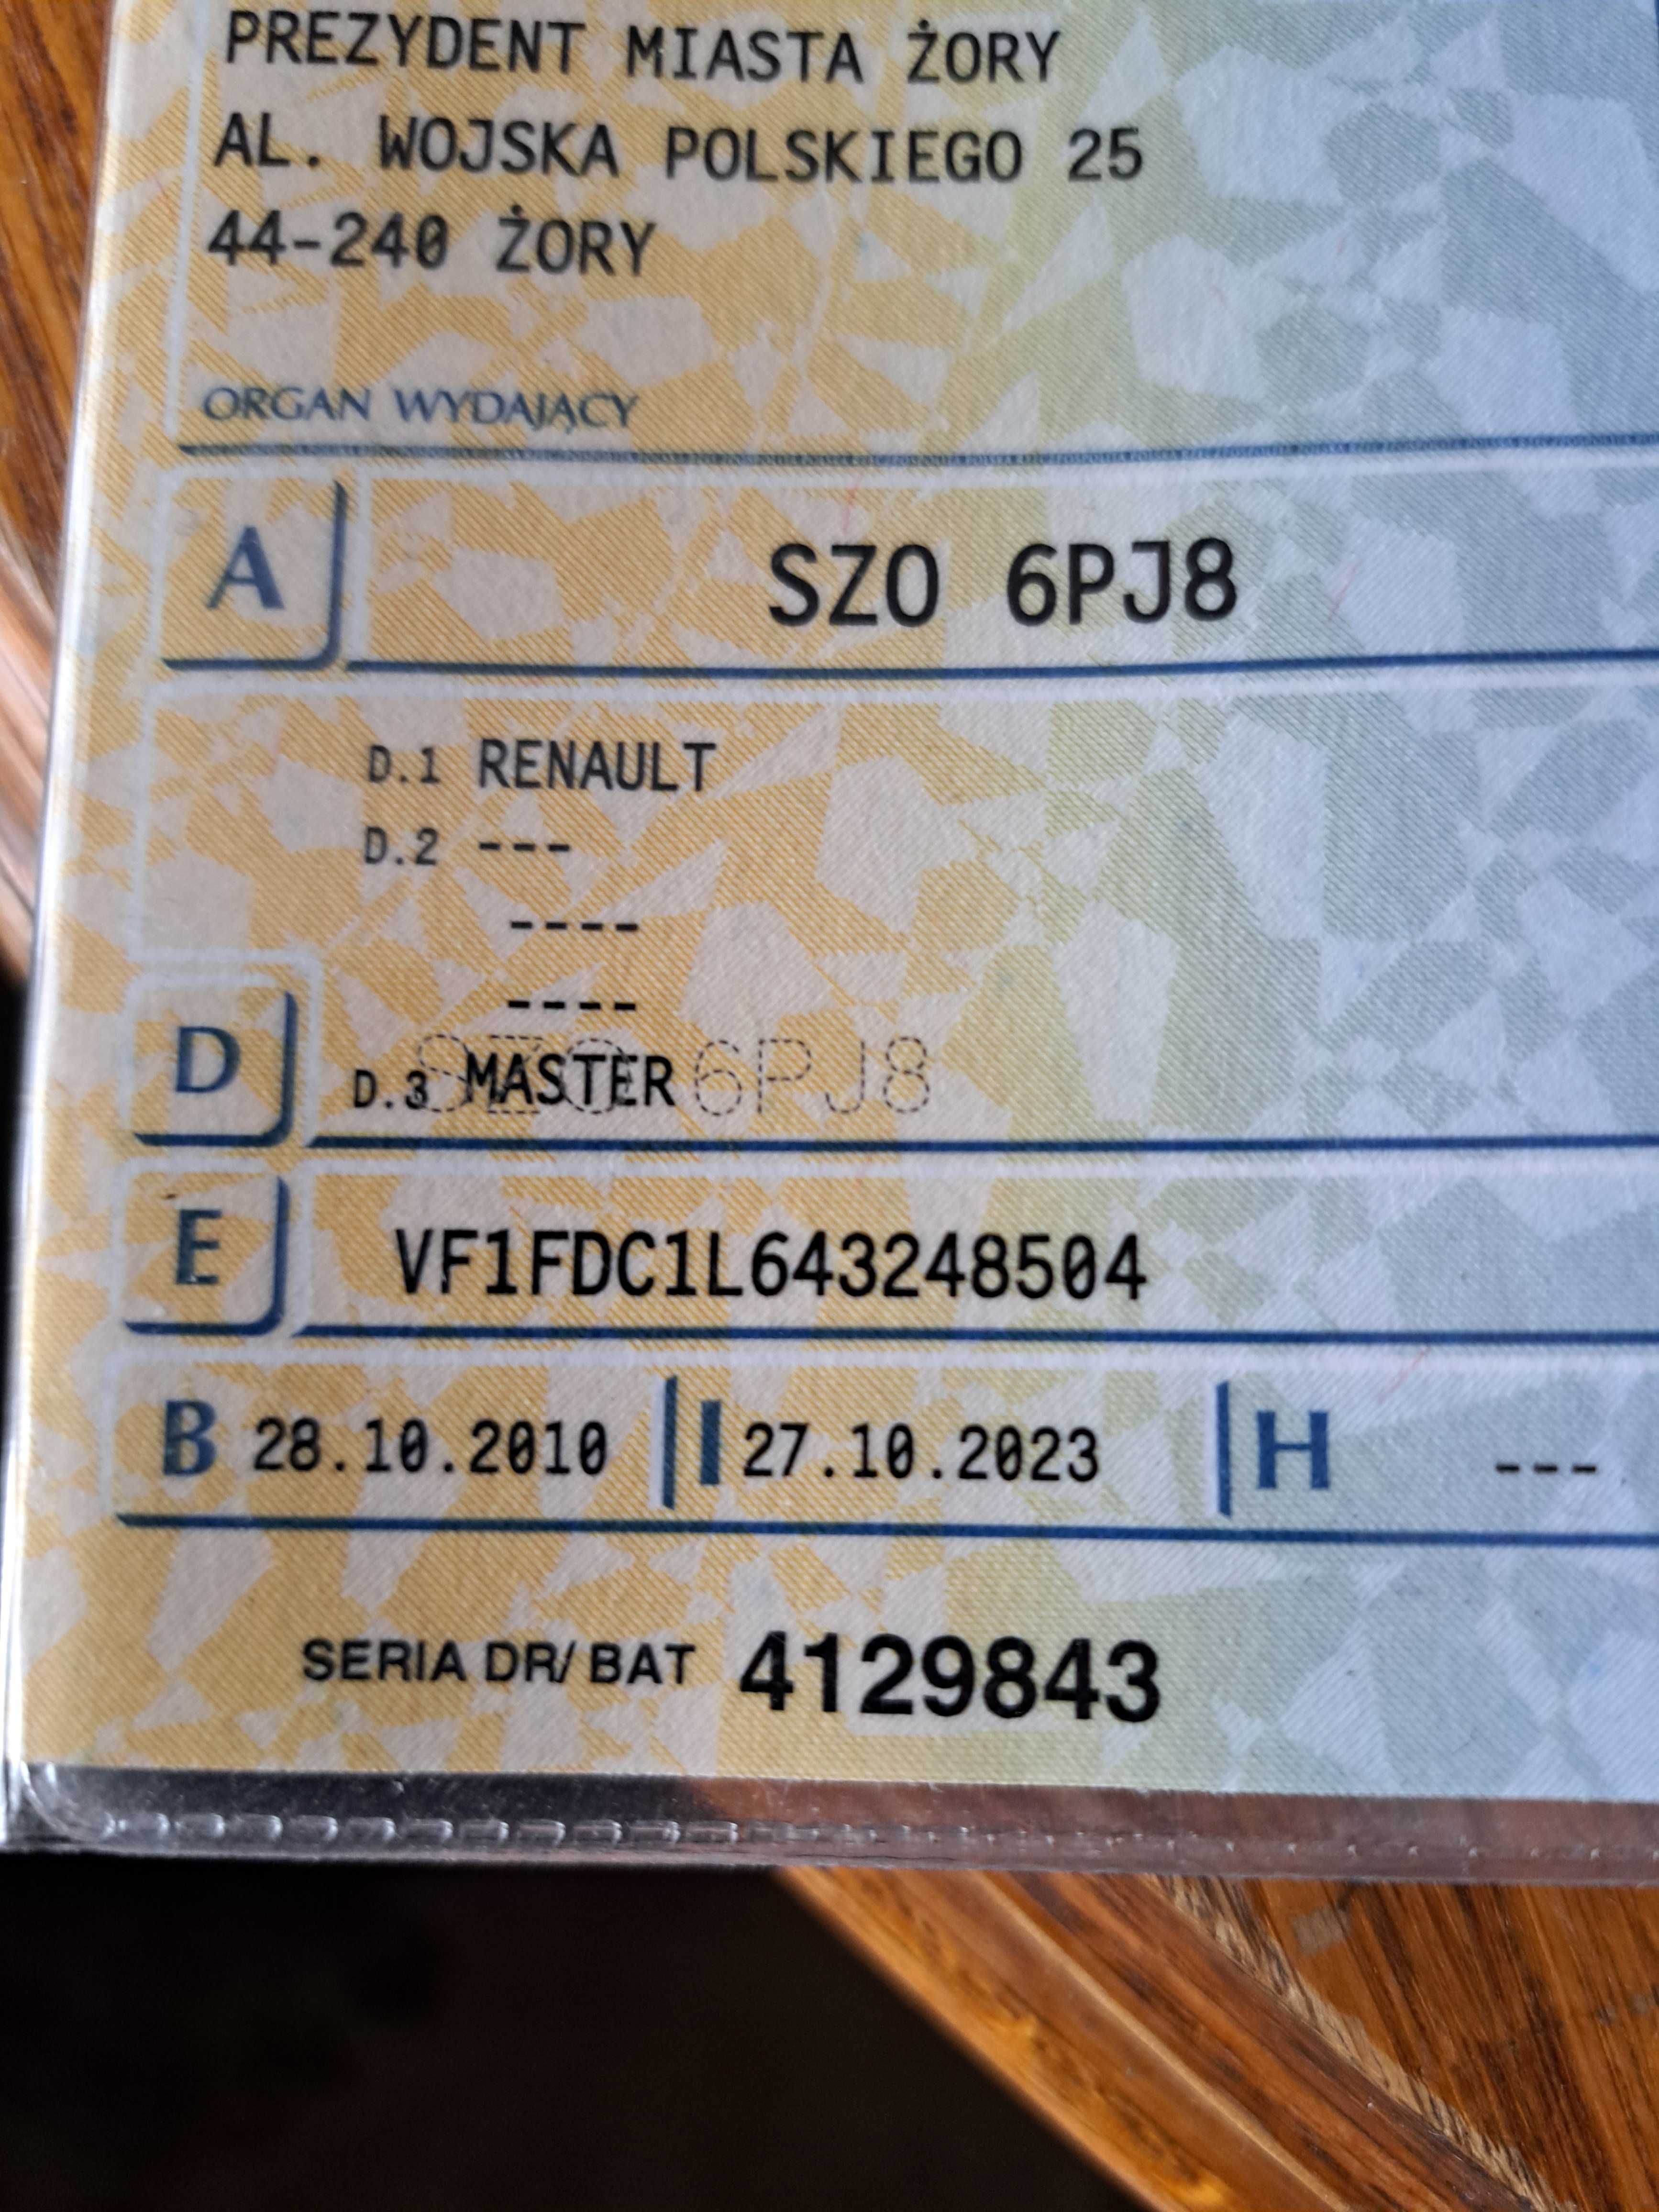 PREZYDENT MIASTA ŻORY
AL. WOJSKA POLSKIEGO 25
44-240 ŻORY
ORGAN WYDAJĄCY
A SZO 6PJ8
D.1 RENAULT
D.2 ---
----
----
D D.3 MASTER SZO 6PJ8
E VF1FDC1L643248504
B 28.10.2010 I 27.10.2023 H ---
SERIA DR/BAT 4129843